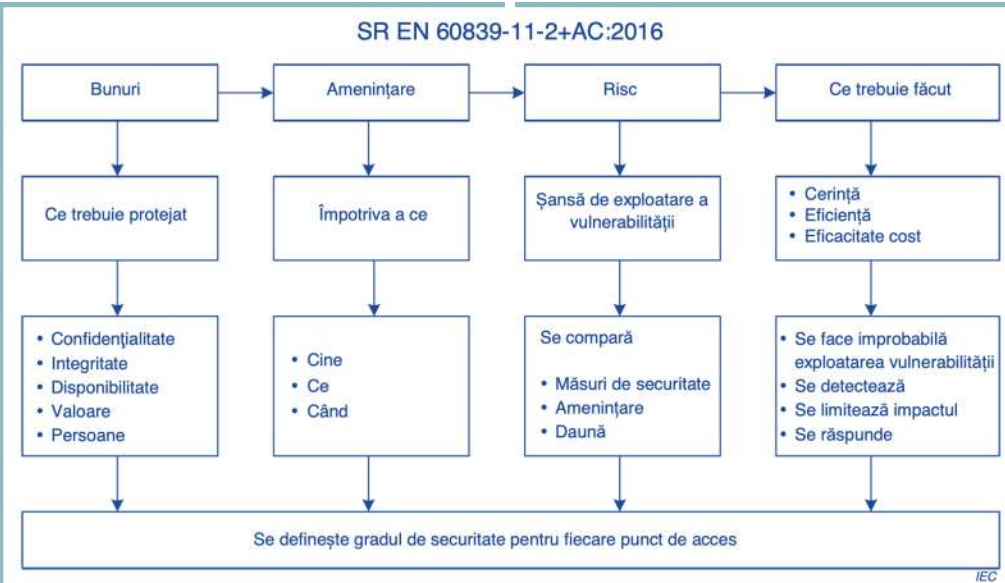 SR EN 60839-11-2+AC:2016
Bunuri
Amenințare
Risc
Ce trebuie făcut
Ce trebuie protejat
Împotriva a ce
Șansă de exploatare a
vulnerabilității
• Cerință
• Eficiență
• Eficacitate cost
• Confidențialitate
• Integritate
• Disponibilitate
• Valoare
• Persoane
• Cine
• Ce
• Când
Se compară
• Măsuri de securitate
• Amenințare
• Daună
• Se face improbabilă
exploatarea vulnerabilității
• Se detectează
• Se limitează impactul
• Se răspunde
Se definește gradul de securitate pentru fiecare punct de acces
IEC